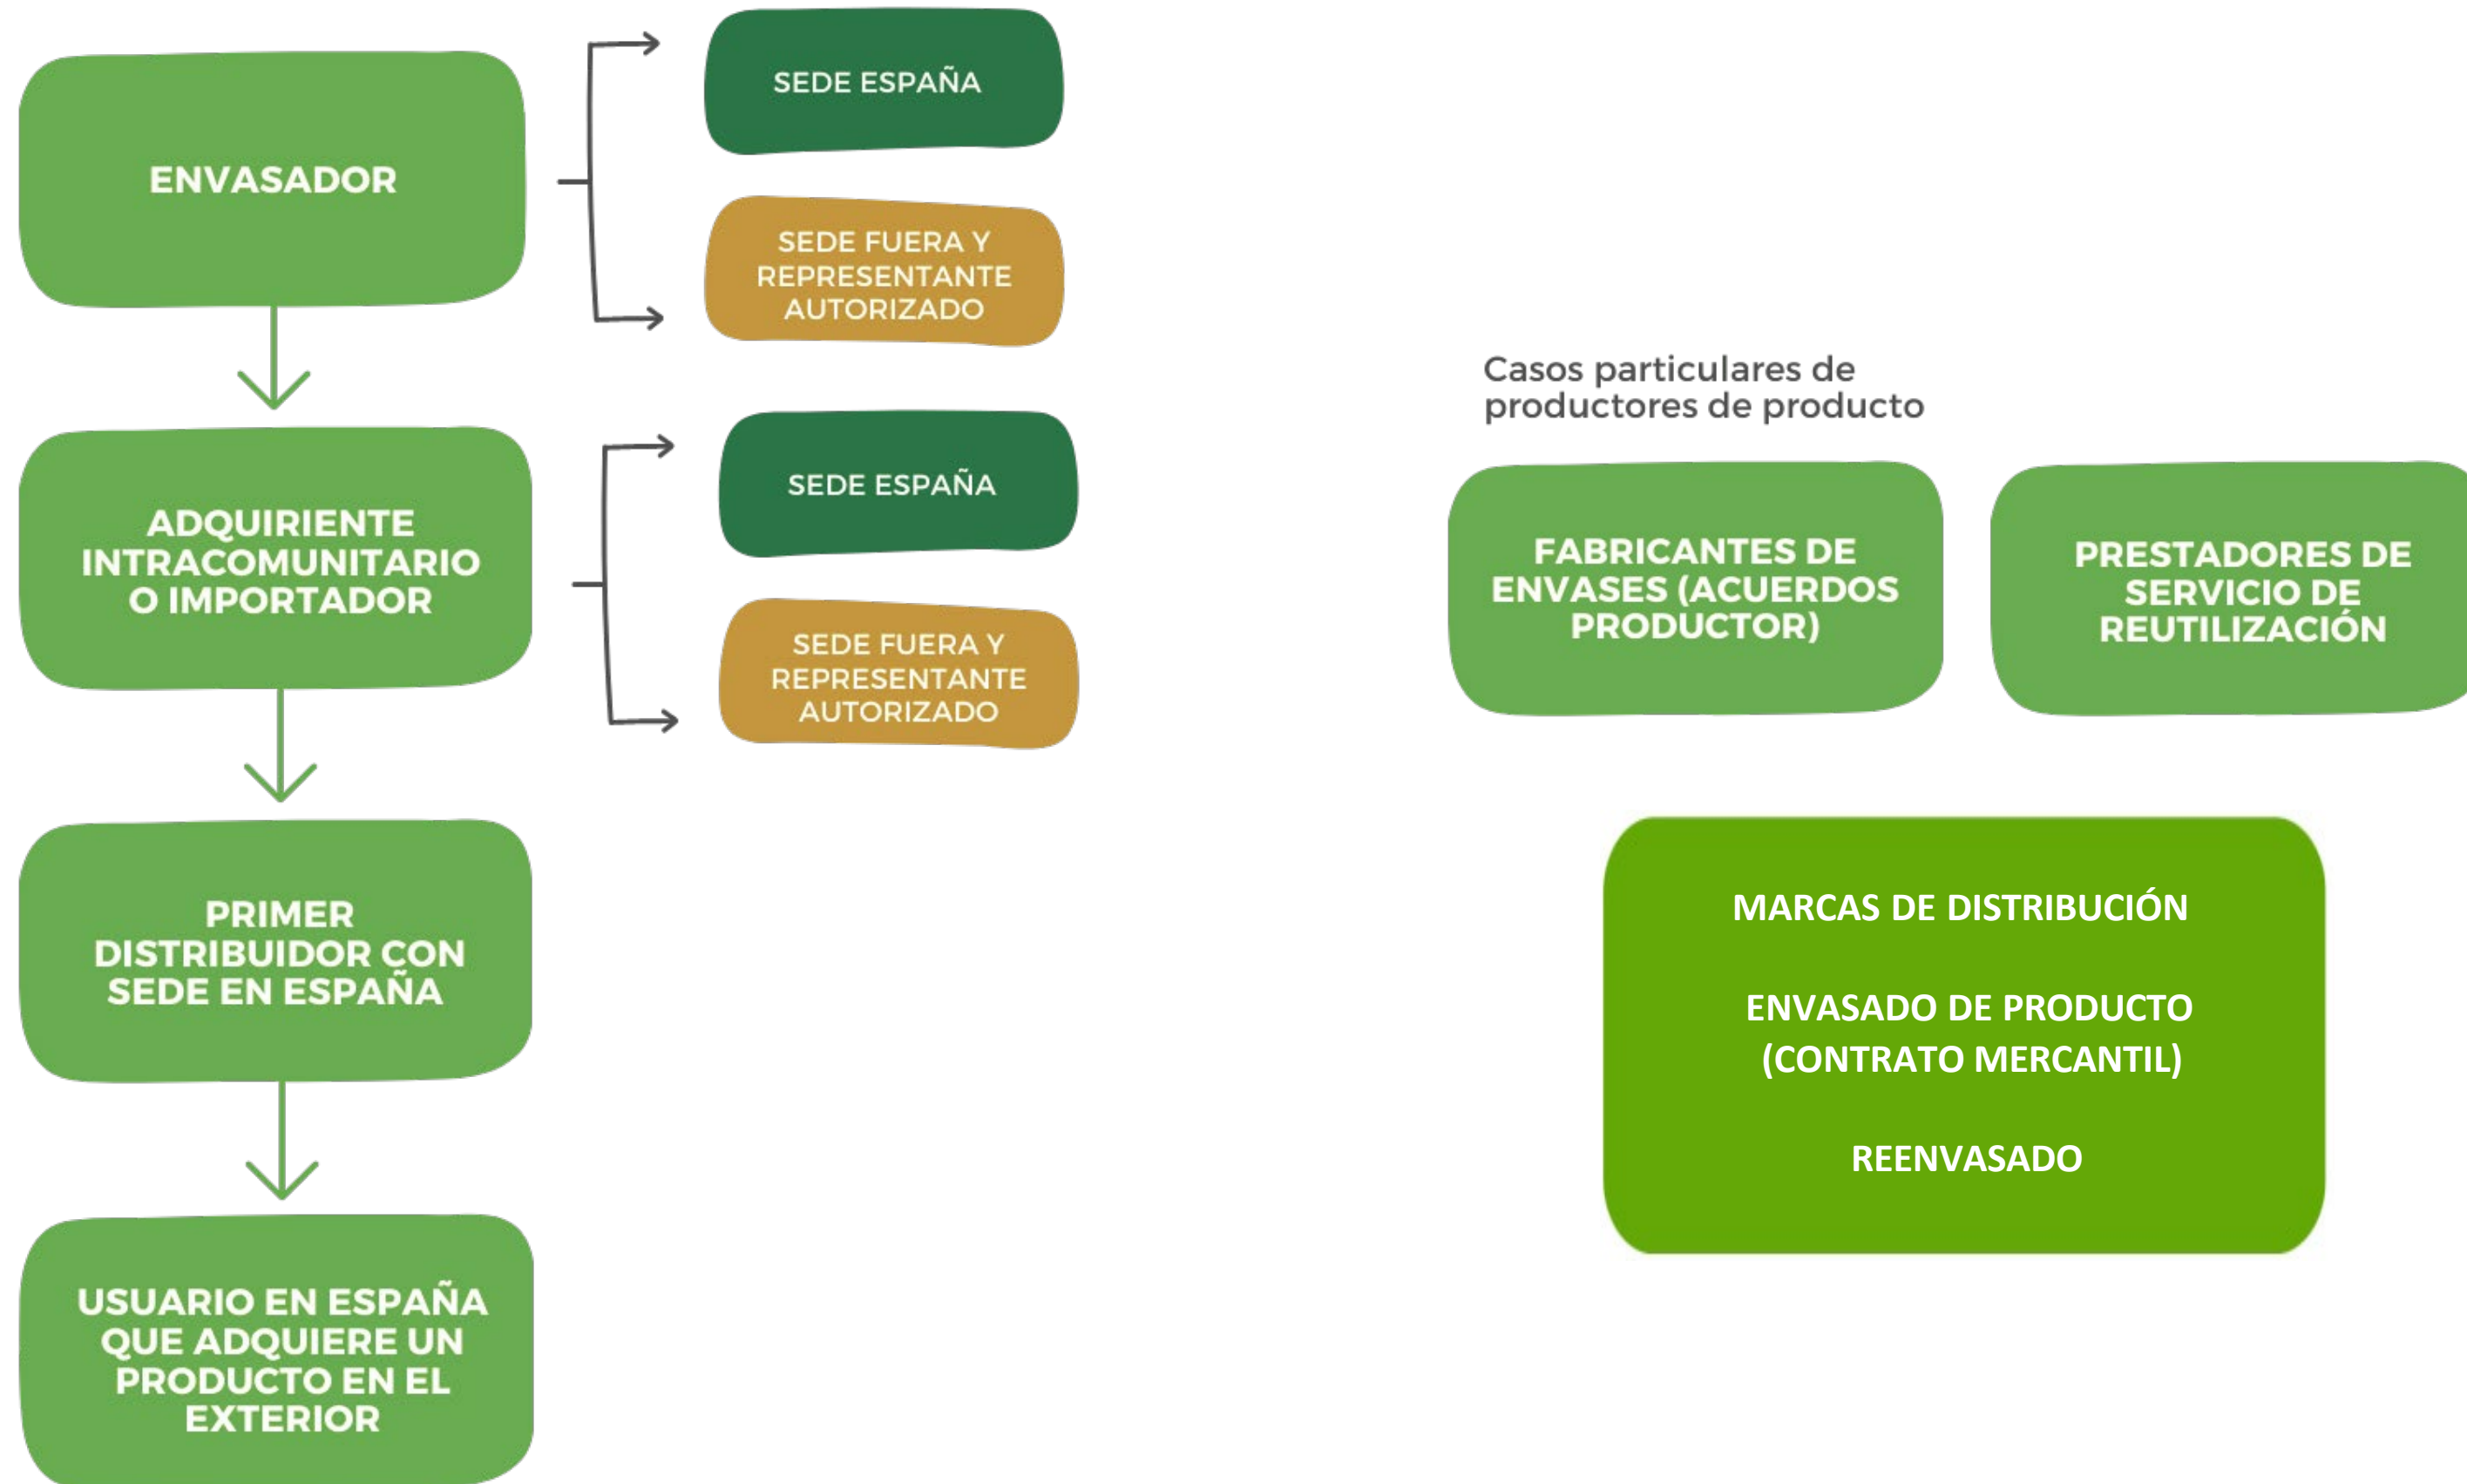 ENVASADOR
SEDE ESPAÑA
SEDE FUERA Y
REPRESENTANTE
AUTORIZADO
ADQUIRIENTE
INTRACOMUNITARIO
O IMPORTADOR
SEDE ESPAÑA
SEDE FUERA Y
REPRESENTANTE
AUTORIZADO
PRIMER
DISTRIBUIDOR CON
SEDE EN ESPAÑA
USUARIO EN ESPAÑA
QUE ADQUIERE UN
PRODUCTO EN EL
EXTERIOR
Casos particulares de
productores de producto
FABRICANTES DE
ENVASES (ACUERDOS
PRODUCTOR)
PRESTADORES DE
SERVICIO DE
REUTILIZACIÓN
MARCAS DE DISTRIBUCIÓN
ENVASADO DE PRODUCTO
(CONTRATO MERCANTIL)
REENVASADO